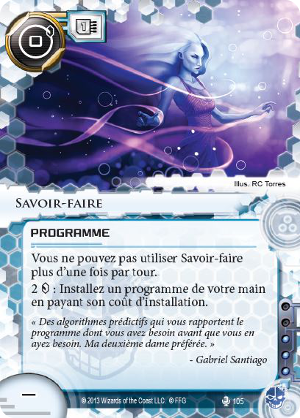 0
1
Illus. RC Torres
SAVOIR-FAIRE
PROGRAMME
Vous ne pouvez pas utiliser Savoir-faire
plus d'une fois par tour.
2 : Installez un programme de votre main
en payant son coût d'installation.
« Des algorithmes prédictifs qui vous rapportent le
programme dont vous avez besoin avant que vous en
ayez besoin. Ma deuxième dame préférée. »
- Gabriel Santiago
–
© 2013 Wizards of the Coast LLC. © FFG
105